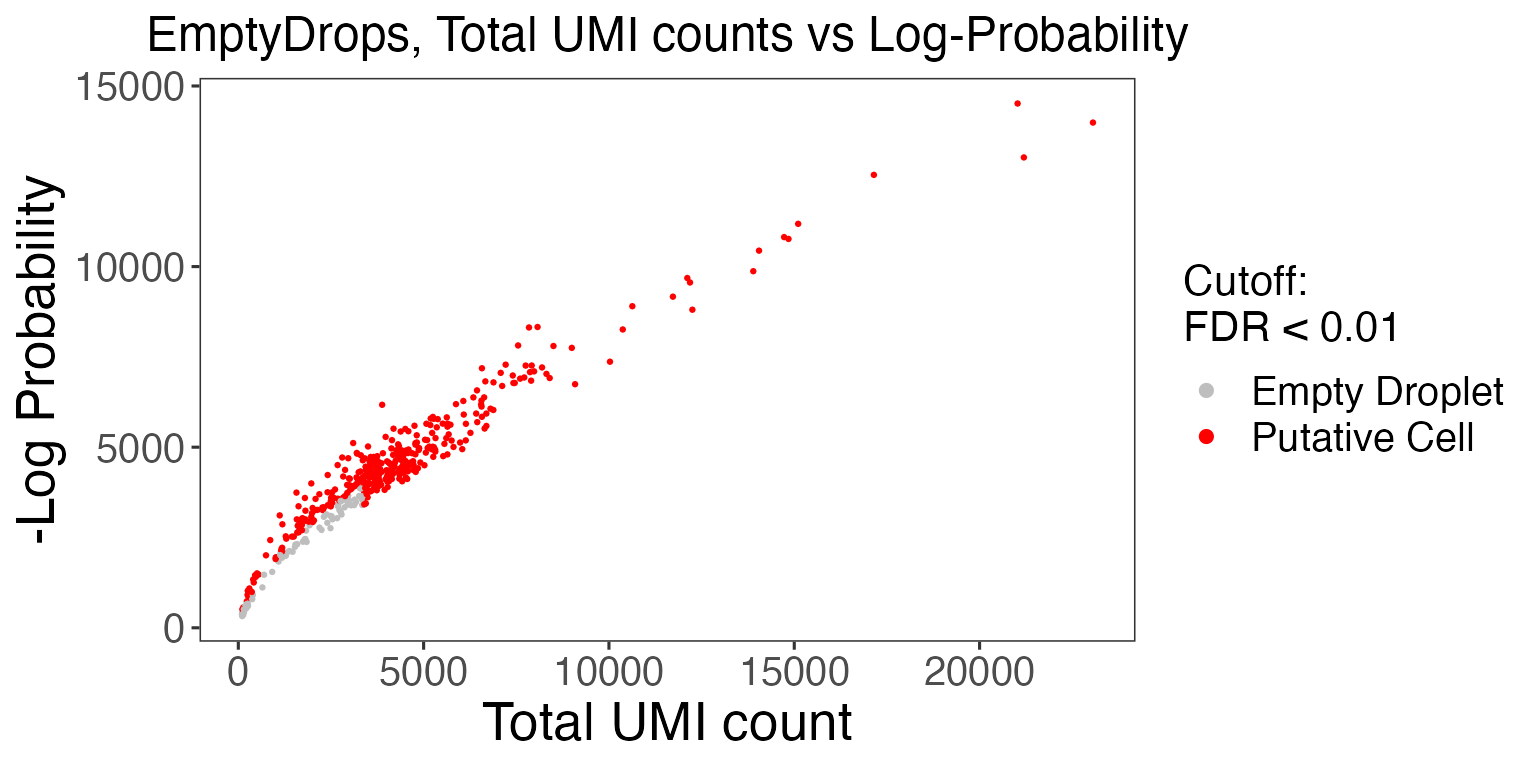 EmptyDrops, Total UMI counts vs Log-Probability
-Log Probability
15000
10000
5000
0
0 5000 10000 15000 20000
Total UMI count
Cutoff:
FDR < 0.01
Empty Droplet
Putative Cell